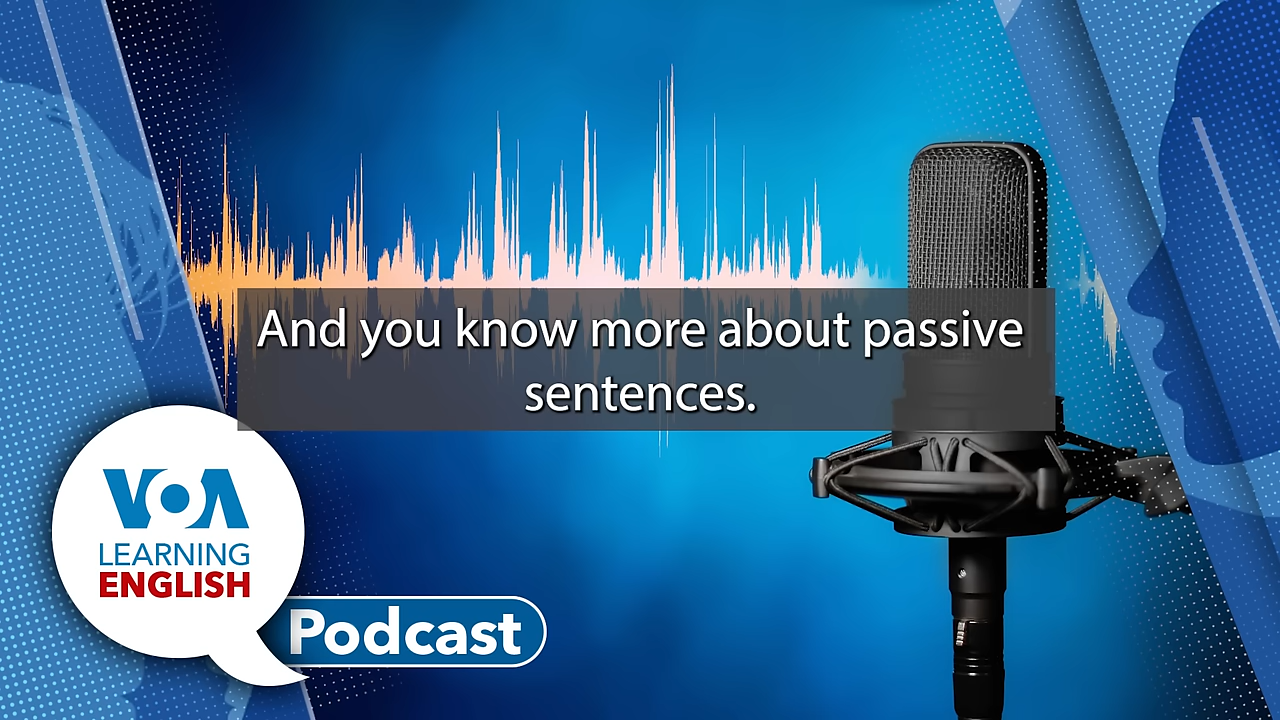 And you know more about passive
sentences.
VOA
LEARNING
ENGLISH
Podcast